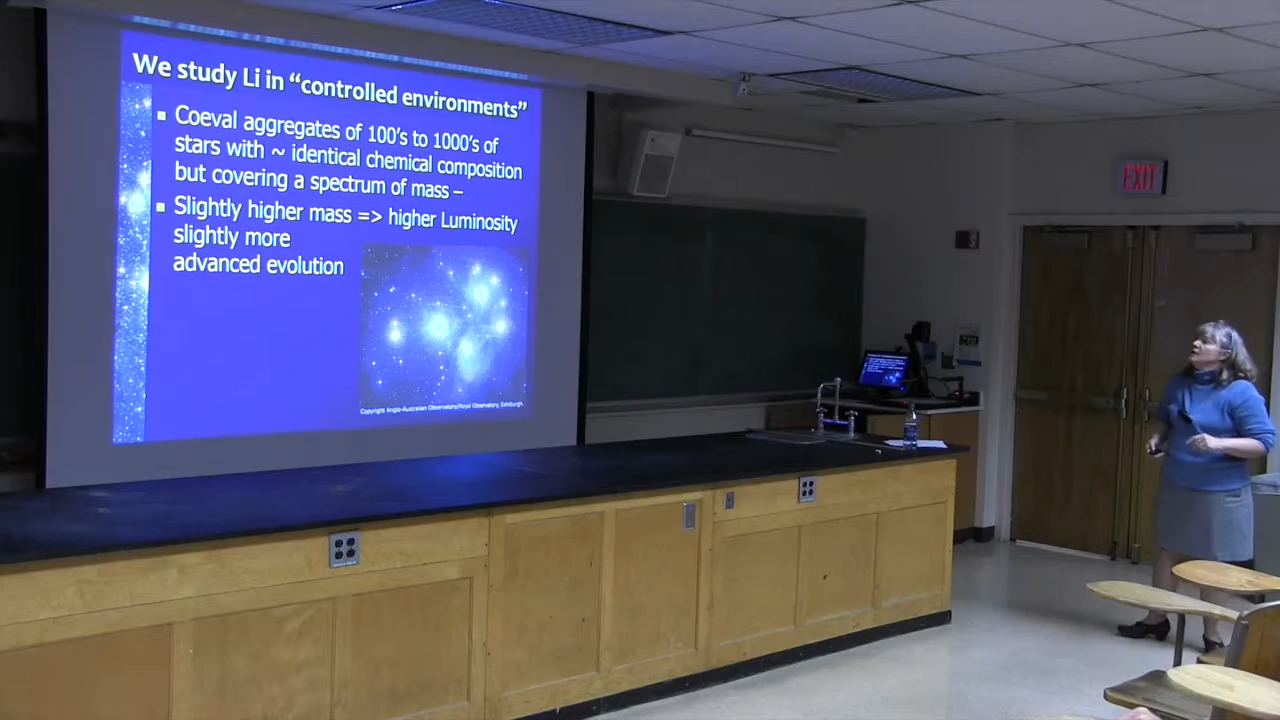 We study Li in “controlled environments”
▪ Coeval aggregates of 100’s to 1000’s of
stars with ~ identical chemical composition
but covering a spectrum of mass –
▪ Slightly higher mass => higher Luminosity
slightly more
advanced evolution
Copyright Anglo-Australian Observatory/Royal Observatory, Edinburgh.
EXIT